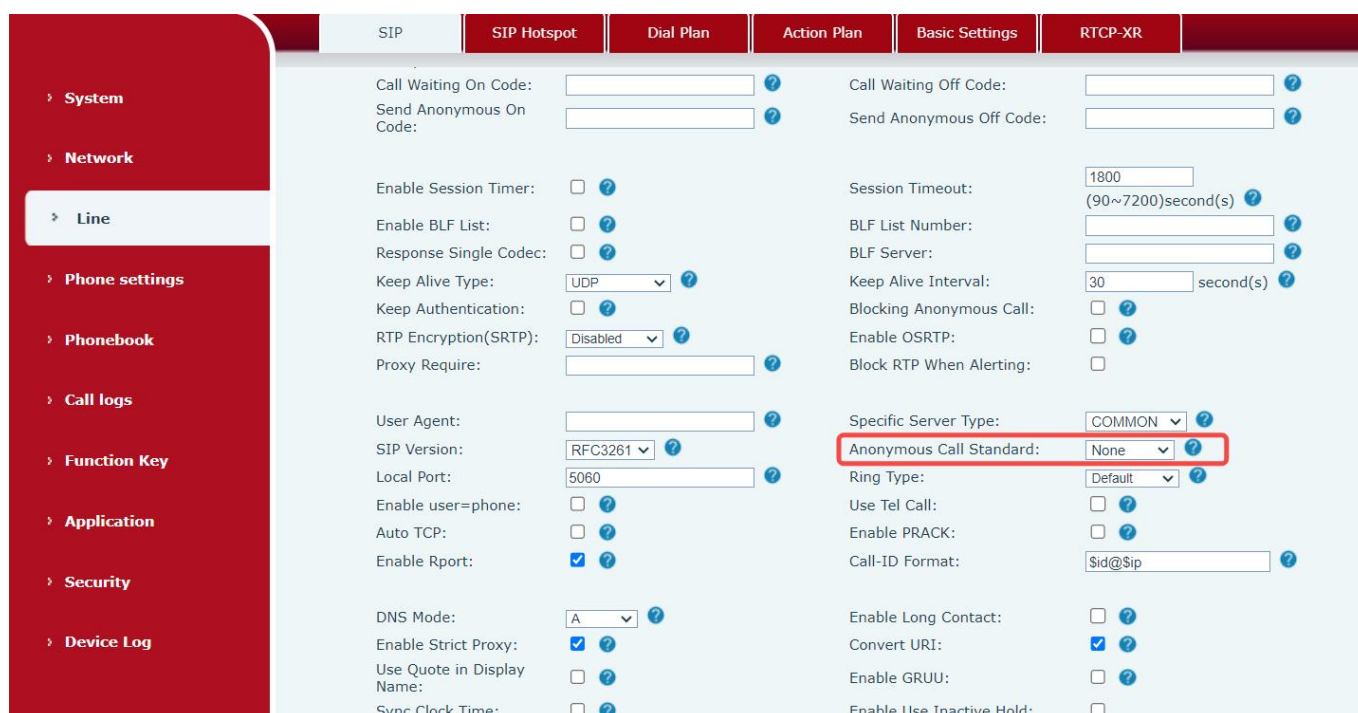 SIP
SIP Hotspot
Dial Plan
Action Plan
Basic Settings
RTCP-XR
System
Network
Line
Phone settings
Phonebook
Call logs
Function Key
Application
Security
Device Log
Call Waiting On Code:
Call Waiting Off Code:
Send Anonymous On
Code:
Send Anonymous Off Code:
Enable Session Timer:
Session Timeout:
1800
(90~7200)second(s)
Enable BLF List:
BLF List Number:
Response Single Codec:
BLF Server:
Keep Alive Type:
UDP
Keep Alive Interval:
30
second(s)
Keep Authentication:
Blocking Anonymous Call:
RTP Encryption(SRTP):
Disabled
Enable OSRTP:
Proxy Require:
Block RTP When Alerting:
User Agent:
Specific Server Type:
COMMON
SIP Version:
RFC3261
Anonymous Call Standard:
None
Local Port:
5060
Ring Type:
Default
Enable user=phone:
Use Tel Call:
Auto TCP:
Enable PRACK:
Enable Rport:
Call-ID Format:
$id@$ip
DNS Mode:
A
Enable Long Contact:
Enable Strict Proxy:
Convert URI:
Use Quote in Display
Name:
Enable GRUU:
Sync Clock Time:
Enable Use Inactive Hold: